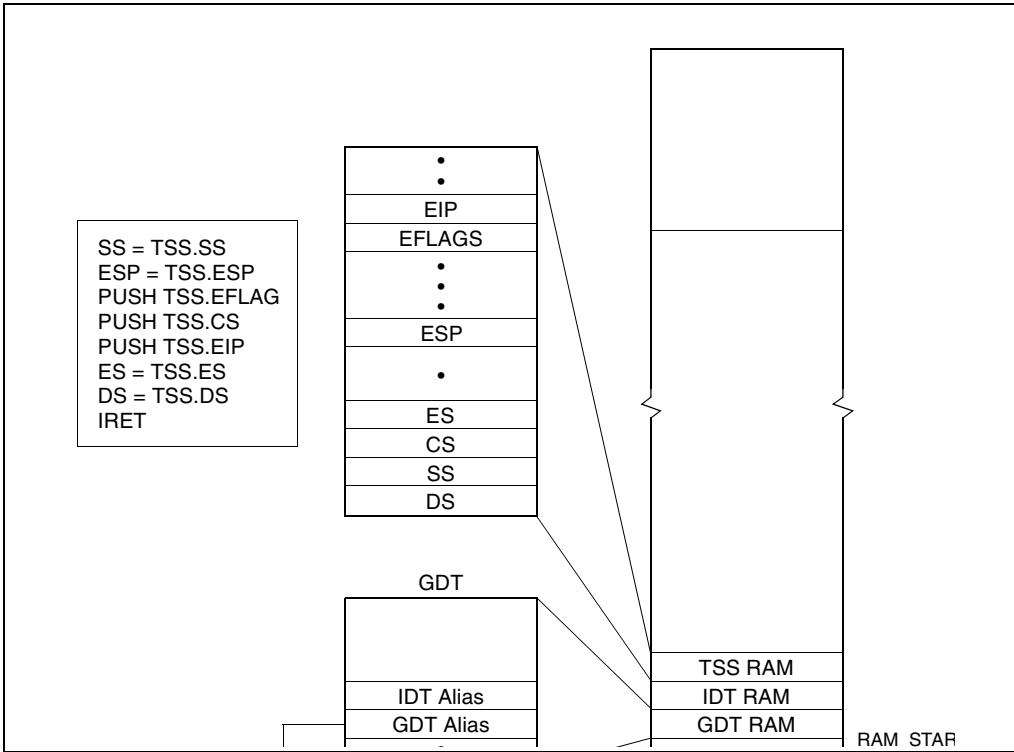 SS = TSS.SS
ESP = TSS.ESP
PUSH TSS.EFLAG
PUSH TSS.CS
PUSH TSS.EIP
ES = TSS.ES
DS = TSS.DS
IRET
EIP
EFLAGS
ESP
ES
CS
SS
DS
GDT
IDT Alias
GDT Alias
TSS RAM
IDT RAM
GDT RAM
RAM_STAR